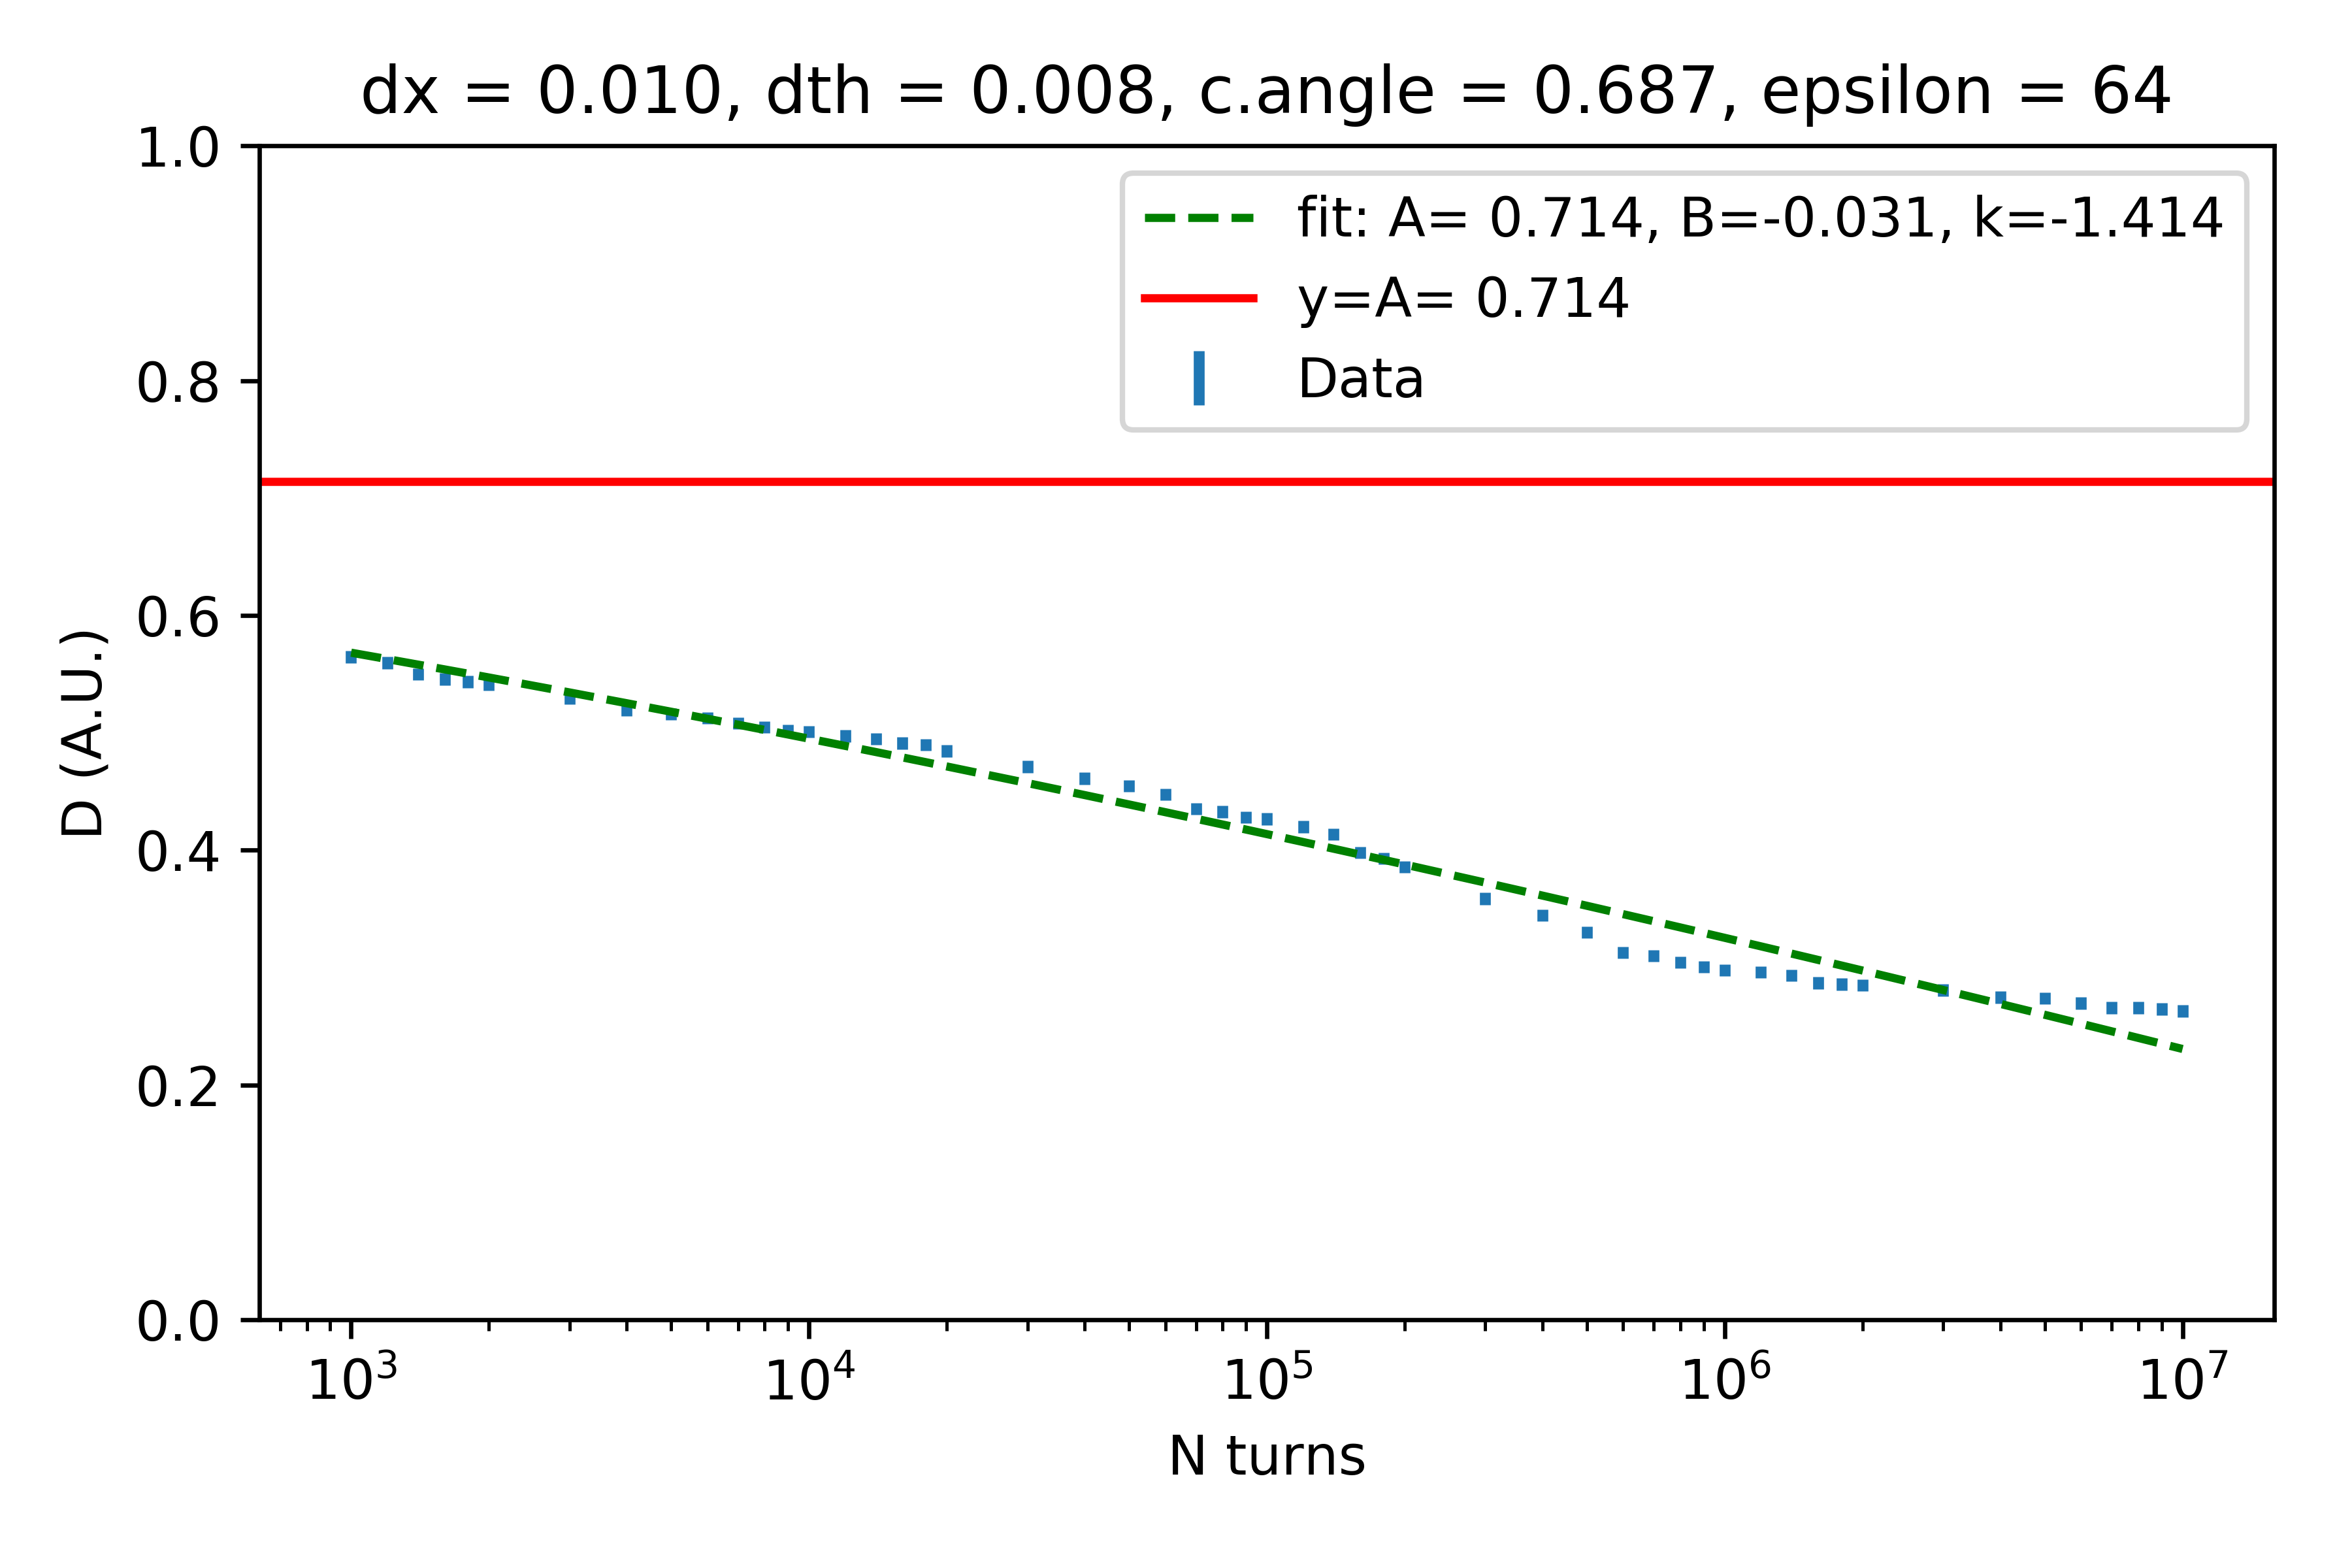 dx = 0.010, dth = 0.008, c.angle = 0.687, epsilon = 64
1.0
0.8
0.6
0.4
0.2
0.0
D (A.U.)
fit: A= 0.714, B=-0.031, k=-1.414
y=A= 0.714
Data
10³ 10⁴ 10⁵ 10⁶ 10⁷
N turns